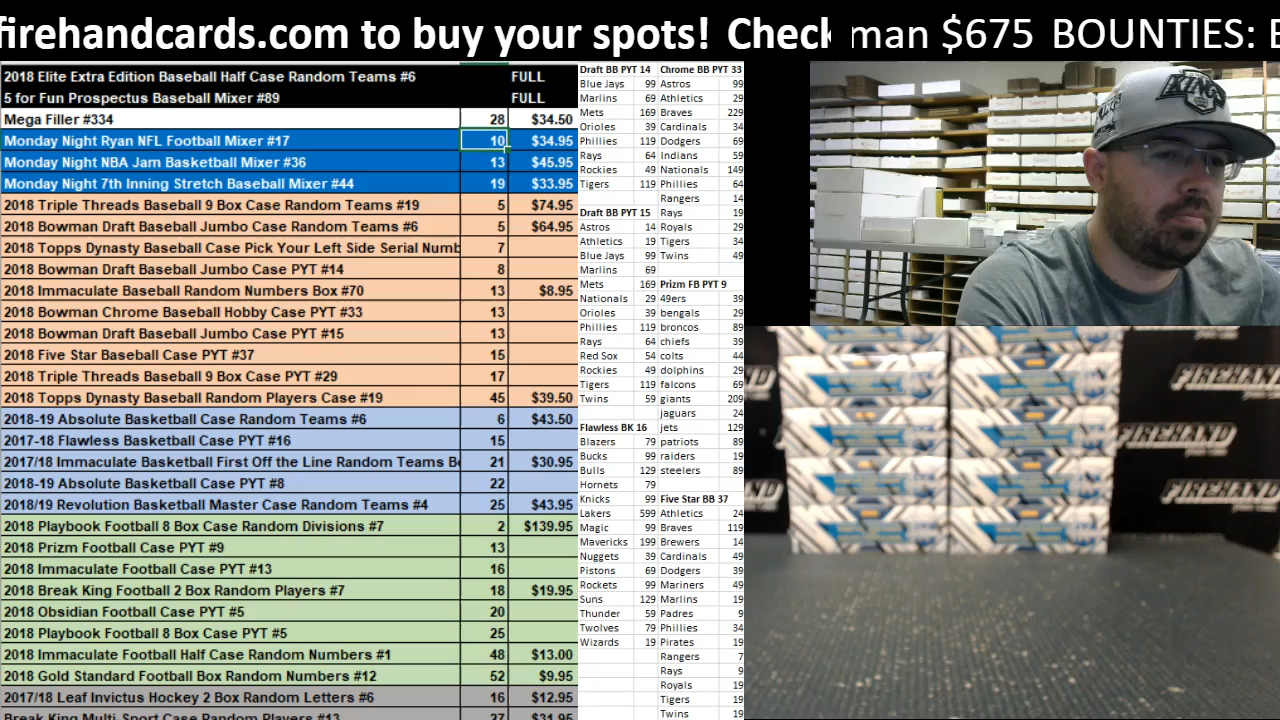 firehandcards.com to buy your spots! Check
man $675 BOUNTIES:
2018 Elite Extra Edition Baseball Half Case Random Teams #6 FULL
5 for Fun Prospectus Baseball Mixer #89 FULL
Mega Filler #334 28 $34.50
Monday Night Ryan NFL Football Mixer #17 10 $34.95
Monday Night NBA Jam Basketball Mixer #36 13 $45.95
Monday Night 7th Inning Stretch Baseball Mixer #44 19 $33.95
2018 Triple Threads Baseball 9 Box Case Random Teams #19 5 $74.95
2018 Bowman Draft Baseball Jumbo Case Random Teams #6 5 $64.95
2018 Topps Dynasty Baseball Case Pick Your Left Side Serial Numb 7
2018 Bowman Draft Baseball Jumbo Case PYT #14 8
2018 Immaculate Baseball Random Numbers Box #70 13 $8.95
2018 Bowman Chrome Baseball Hobby Case PYT #33 13
2018 Bowman Draft Baseball Jumbo Case PYT #15 13
2018 Five Star Baseball Case PYT #37 15
2018 Triple Threads Baseball 9 Box Case PYT #29 17
2018 Topps Dynasty Baseball Random Players Case #19 45 $39.50
2018-19 Absolute Basketball Case Random Teams #6 6 $43.50
2017-18 Flawless Basketball Case PYT #16 15
2017/18 Immaculate Basketball First Off the Line Random Teams B 21 $30.95
2018-19 Absolute Basketball Case PYT #8 22
2018/19 Revolution Basketball Master Case Random Teams #4 25 $43.95
2018 Playbook Football 8 Box Case Random Divisions #7 2 $139.95
2018 Prizm Football Case PYT #9 13
2018 Immaculate Football Case PYT #13 16
2018 Break King Football 2 Box Random Players #7 18 $19.95
2018 Obsidian Football Case PYT #5 20
2018 Playbook Football 8 Box Case PYT #5 25
2018 Immaculate Football Half Case Random Numbers #1 48 $13.00
2018 Gold Standard Football Box Random Numbers #12 52 $9.95
2017/18 Leaf Invictus Hockey 2 Box Random Letters #6 16 $12.95
Break King Multi-Sport Case Random Players #13 27 $31.95
Draft BB PYT 14
Blue Jays 99
Marlins 69
Mets 169
Orioles 39
Phillies 119
Rays 64
Rockies 49
Tigers 119
Draft BB PYT 15
Astros 14
Athletics 19
Blue Jays 99
Marlins 69
Mets 169
Nationals 29
Orioles 39
Phillies 119
Rays 64
Red Sox 54
Rockies 49
Tigers 119
Twins 59
Flawless BK 16
Blazers 79
Bucks 99
Bulls 129
Hornets 79
Knicks 99
Lakers 599
Magic 99
Mavericks 199
Nuggets 39
Pistons 69
Rockets 99
Suns 129
Thunder 59
Twolves 79
Wizards 19
Chrome BB PYT 33
Astros 99
Athletics 29
Braves 229
Cardinals 34
Dodgers 69
Indians 59
Nationals 149
Phillies 64
Rangers 14
Rays 19
Royals 29
Tigers 34
Twins 49
Prizm FB PYT 9
49ers 39
bengals 29
broncos 89
chiefs 39
colts 44
dolphins 29
falcons 69
giants 209
jaguars 24
jets 129
patriots 89
raiders 19
steelers 89
Five Star BB 37
Athletics 24
Braves 119
Brewers 14
Cardinals 49
Dodgers 39
Mariners 49
Marlins 19
Padres 9
Phillies 34
Pirates 19
Rangers 7
Rays 9
Royals 19
Tigers 19
Twins 19
KINGS
FIREHAND
FIREHAND
FIREHAND
FIREHAND